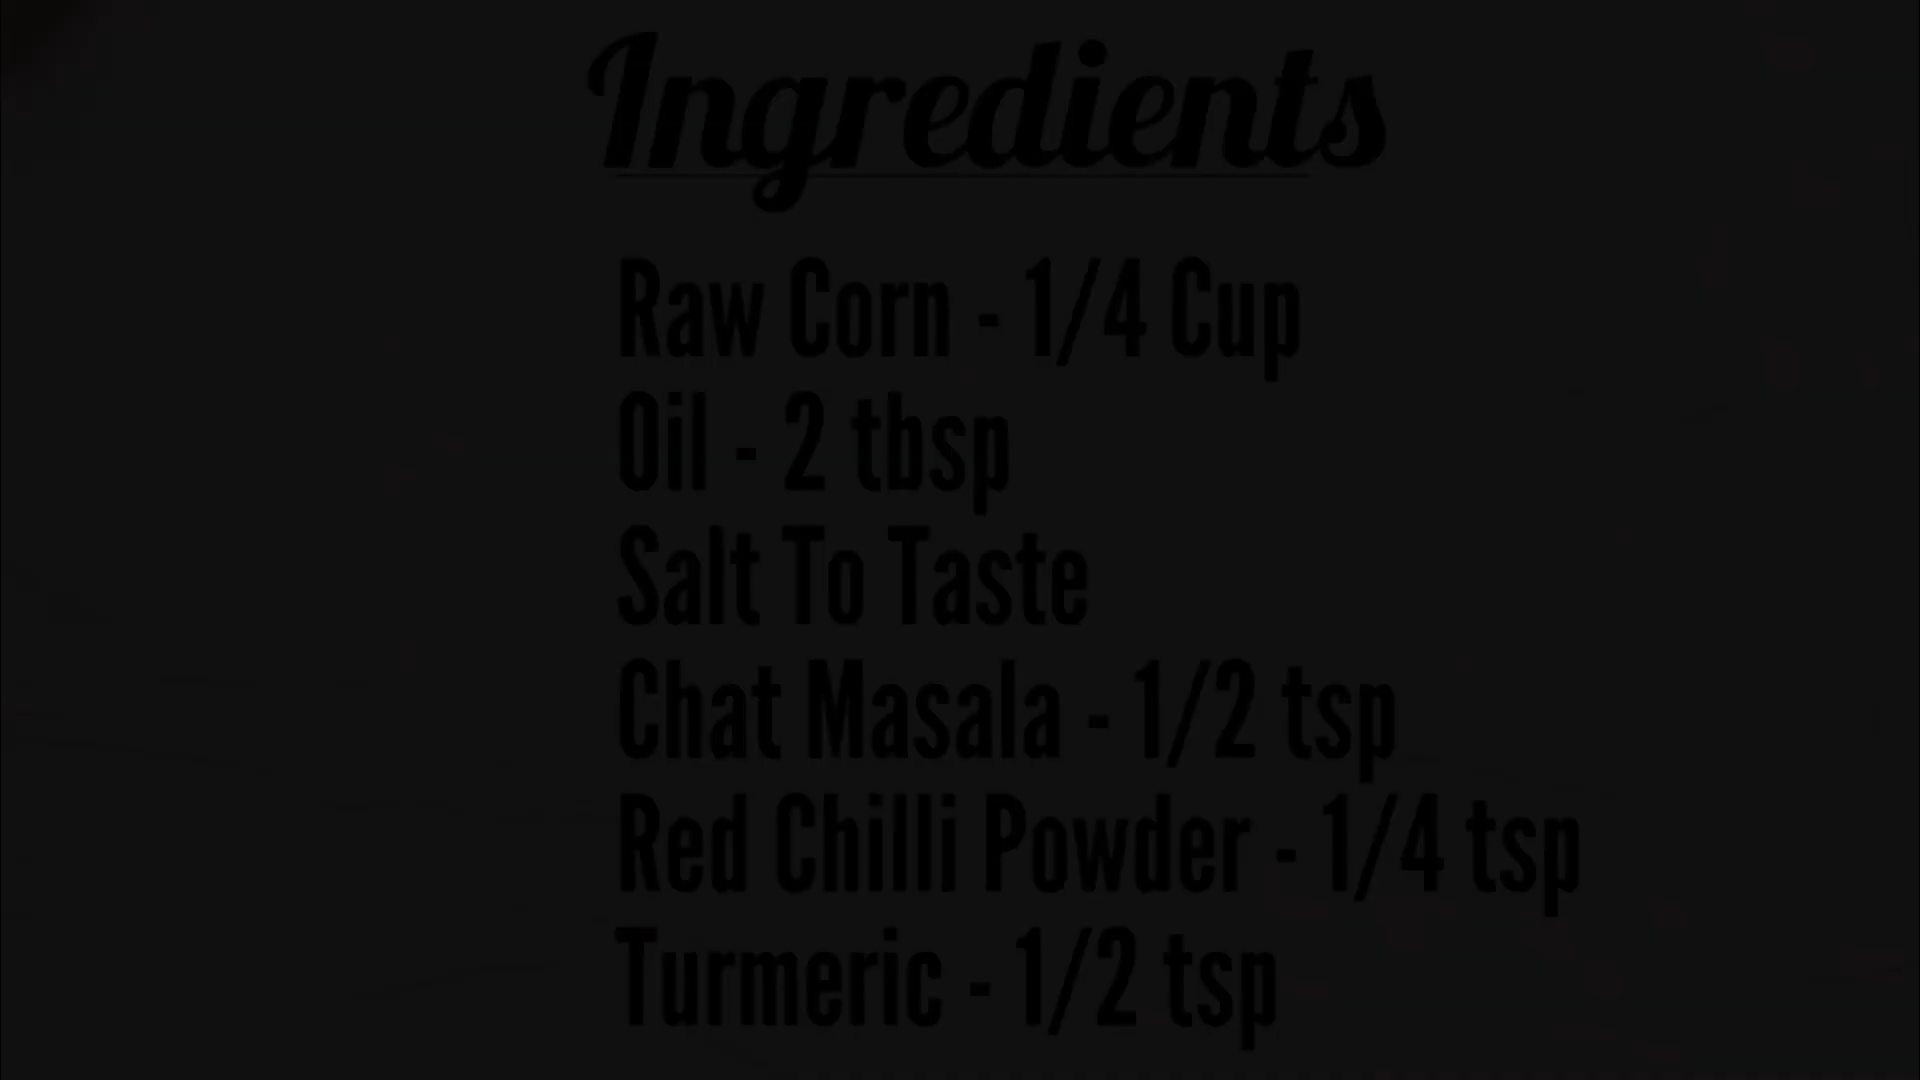 Ingredients
Raw Corn - 1/4 Cup
Oil - 2 tbsp
Salt To Taste
Chat Masala - 1/2 tsp
Red Chilli Powder - 1/4 tsp
Turmeric - 1/2 tsp